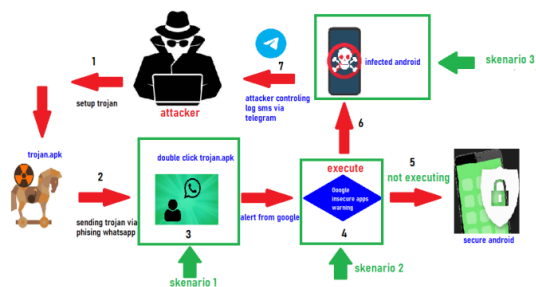 1
setup trojan
attacker
7
attacker controling
log sms via
telegram
infected android
skenario 3
trojan.apk
2
sending trojan via
phising whatsapp
double click trojan.apk
3
skenario 1
alert from google
6
execute
Google
insecure apps
warning
4
skenario 2
5
not executing
secure android